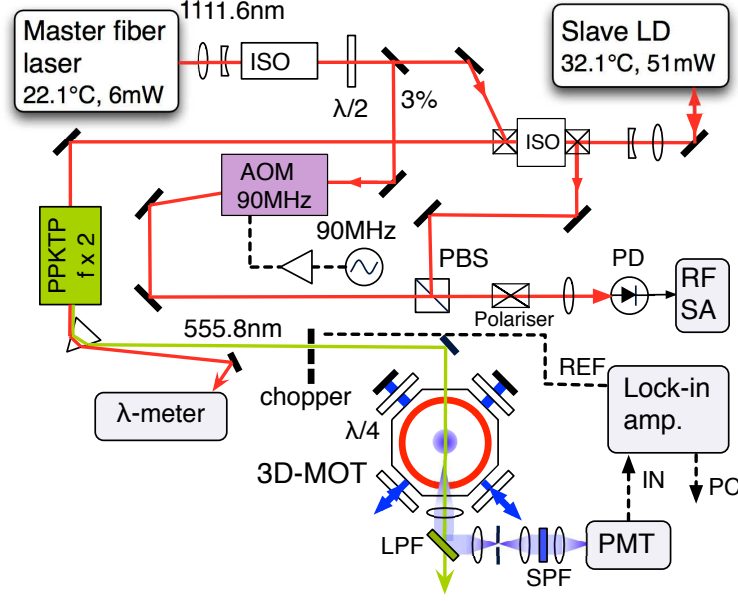 1111.6nm
Master fiber
laser
22.1°C, 6mW
ISO
λ/2
3%
Slave LD
32.1°C, 51mW
ISO
AOM
90MHz
90MHz
PPKTP
f x 2
PBS
Polariser
PD
RF
SA
555.8nm
chopper
λ-meter
REF
Lock-in
amp.
λ/4
3D-MOT
IN
PC
LPF
SPF
PMT